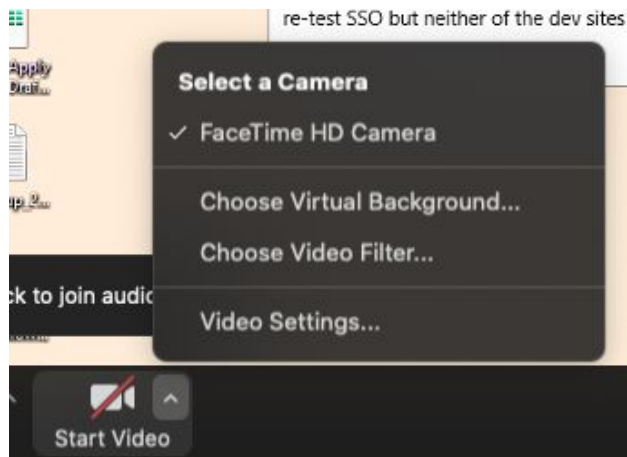 re-test SSO but neither of the dev sites
Apply
Select a Camera
✓ FaceTime HD Camera
Choose Virtual Background...
Choose Video Filter...
ck to join audio
Video Settings...
Start Video